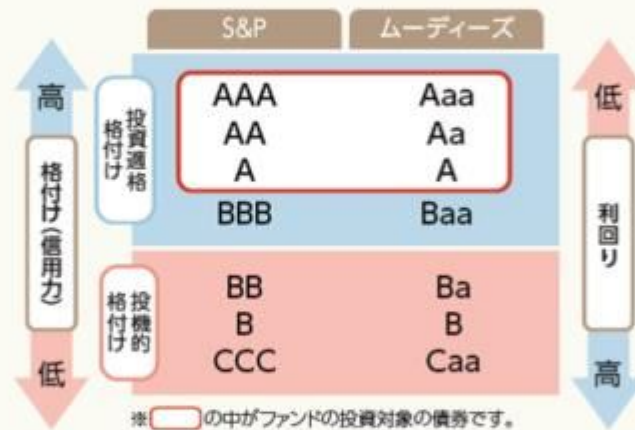 S&P ムーディーズ
高
格付け(信用力)
低
投資適格
格付け
AAA Aaa
AA Aa
A A
BBB Baa
投機的
格付け
BB Ba
B B
CCC Caa
低
利回り
高
※ の中がファンドの投資対象の債券です。